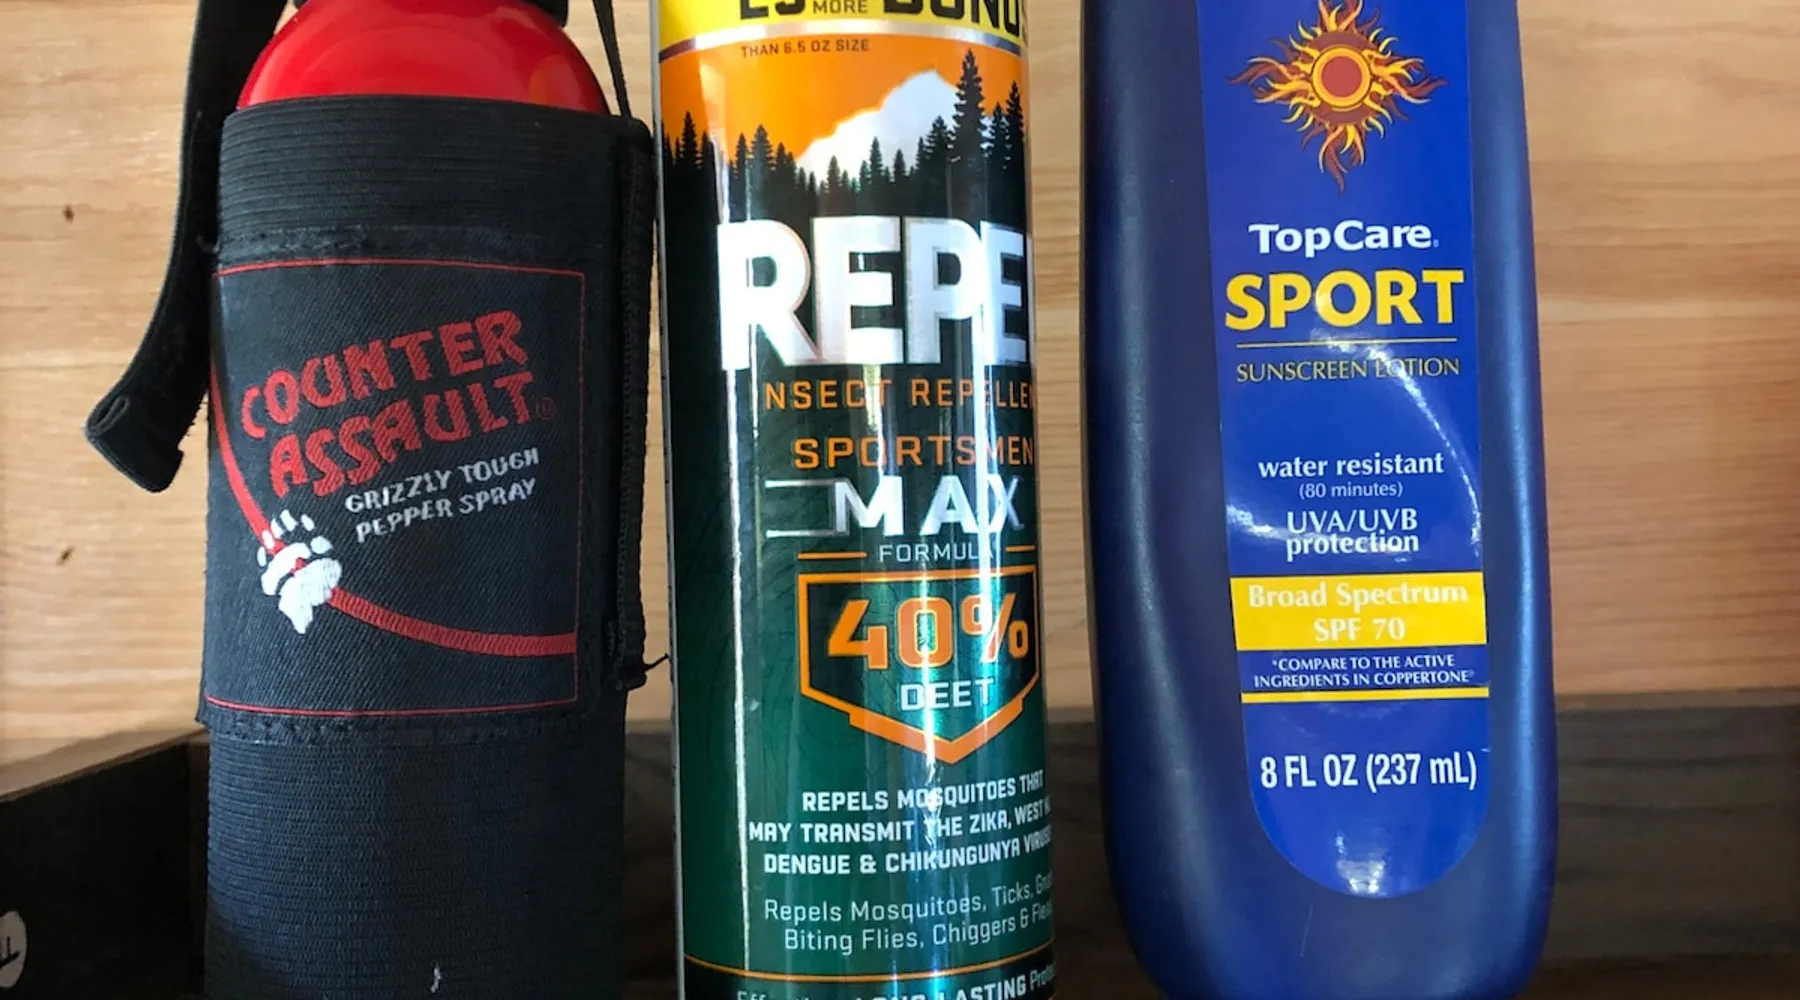 COUNTER
ASSAULT®
GRIZZLY TOUGH
PEPPER SPRAY
MORE
THAN 6.5 OZ SIZE
REPE
NSECT REPELLE
SPORTSMEN
MAX
FORMULA
40%
DEET
REPELS MOSQUITOES THAT
MAY TRANSMIT THE ZIKA, WEST
DENGUE & CHIKUNGUNYA
Repels Mosquitoes, Ticks,
Biting Flies, Chiggers &
LONG LASTING
TopCare®
SPORT
SUNSCREEN LOTION
water resistant
(80 minutes)
UVA/UVB
protection
Broad Spectrum
SPF 70
*COMPARE TO THE ACTIVE
INGREDIENTS IN COPPERTONE®
8 FL OZ (237 mL)